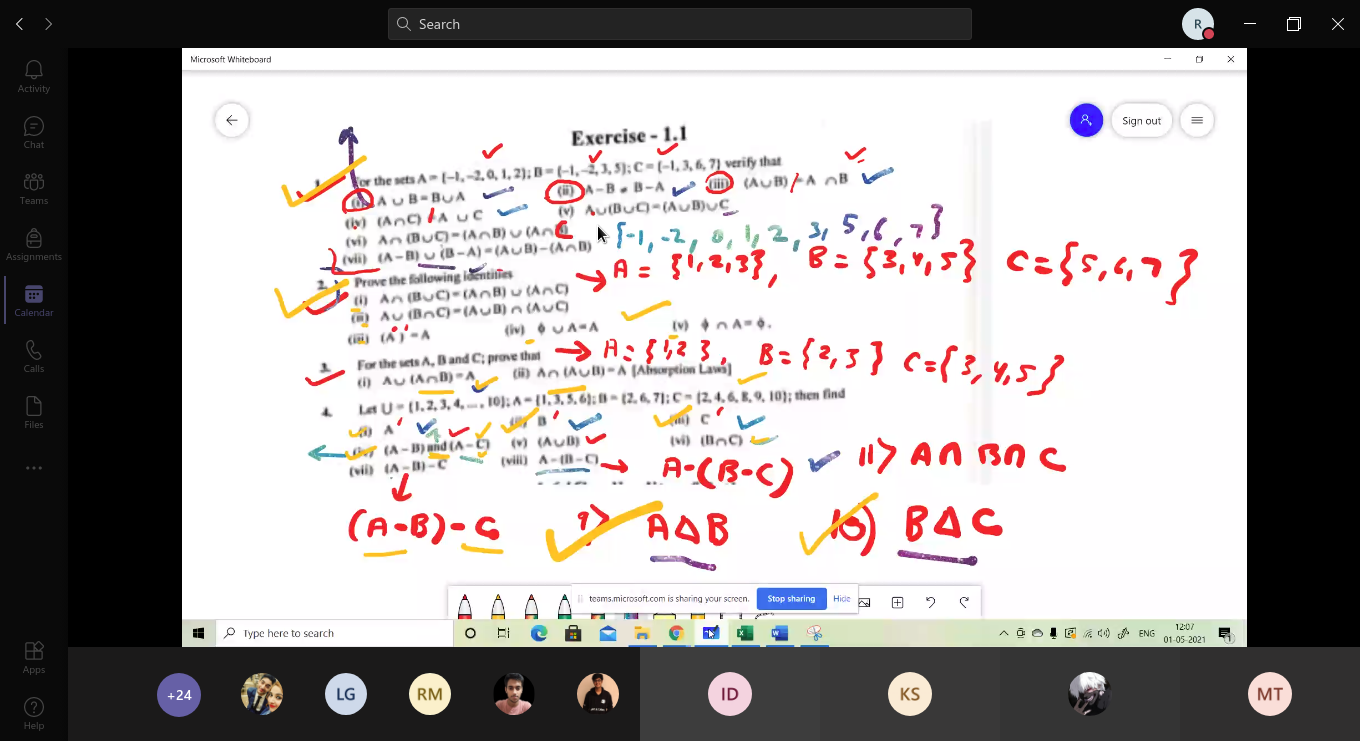 Search
R
Activity
Chat
Teams
Assignments
Calendar
Calls
Files
Apps
Help
Microsoft Whiteboard
Sign out
Exercise - 1.1
For the sets A = {-1, -2, 0, 1, 2}; B = {-1, -2, 3, 5}; C = {-1, 3, 6, 7} verify that
(i) A ∪ B = B ∪ A (ii) A - B ≠ B - A (iii) (A∪B)' = A ∩ B
(iv) (A∩C) ≠ A ∪ C (v) A∪(B∪C) = (A∪B)∪C
(vi) A∩ (B∪C) = (A∩B) ∪ (A∩C)
{-1, -2, 0, 1, 2, 3, 5, 6, 7}
(vii) (A-B) ∪ (B-A) = (A∪B)-(A∩B)
→ A = {1,2,3}, B = {3,4,5} C = {5,6,7}
2. Prove the following identities
(i) A∩ (B∪C) = (A∩B) ∪ (A∩C)
(ii) A∪ (B∩C) = (A∪B) ∩ (A∪C)
(iii) (A')' = A (iv) ϕ ∪ A = A (v) ϕ ∩ A = ϕ.
3. For the sets A, B and C; prove that → A = {1,2}, B = {2,3} C = {3,4,5}
(i) A∪ (A∩B) = A (ii) A∩ (A∪B) = A [Absorption Laws]
4. Let U = {1, 2, 3, 4, ..., 10}; A = {1, 3, 5, 6}; B = {2, 6, 7}; C = {2, 4, 6, 8, 9, 10}; then find
(i) A' (ii) B' (iii) C'
(iv) (A-B) and (A-C) (v) (A∪B) (vi) (B∩C)
(vii) (A-B)-C (viii) A-(B-C) → A-(B-C) 11) A∩B∩C
(A-B)-C 9) A∆B 10) B∆C
teams.microsoft.com is sharing your screen. Stop sharing Hide
Type here to search
ENG
12:07
01-05-2021
+24
LG
RM
ID
KS
MT